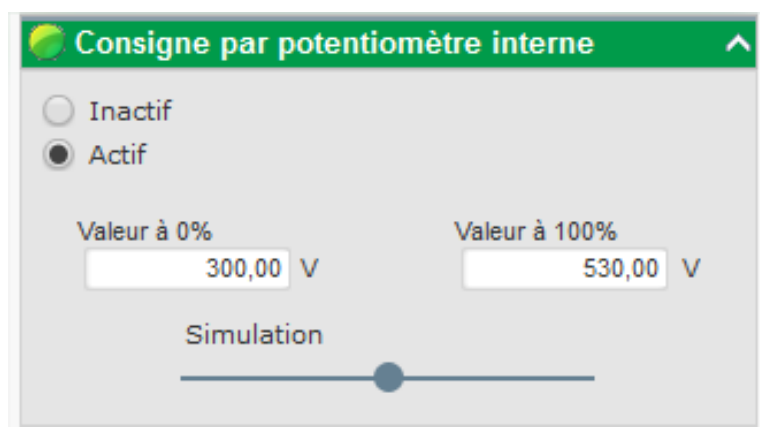 Consigne par potentiomètre interne
Inactif
Actif
Valeur à 0% Valeur à 100%
300,00 V 530,00 V
Simulation